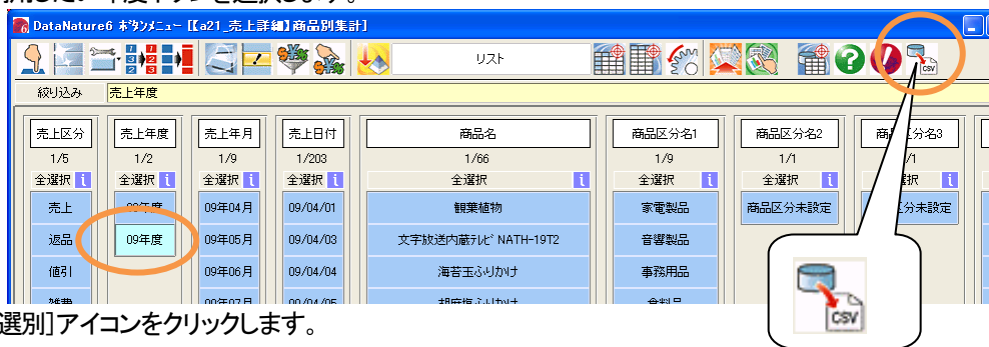 DataNature6 ボタンメニュー 【[a21_売上詳細]商品別集計】
リスト
CSV
絞り込み 売上年度
売上区分 売上年度 売上年月 売上日付 商品名 商品区分名1 商品区分名2
1/5 1/2 1/9 1/203 1/66 1/9 1/1
全選択 i 全選択 i 全選択 i 全選択 i 全選択 i 全選択 i 全選択 i
売上 09年04月 09/04/01 観葉植物 家電製品 商品区分未設定
返品 09年度 09年05月 09/04/03 文字放送内蔵テレビ NATH-19T2 音響製品
値引 09年06月 09/04/04 海苔玉ふりかけ 事務用品
CSV
選別]アイコンをクリックします。